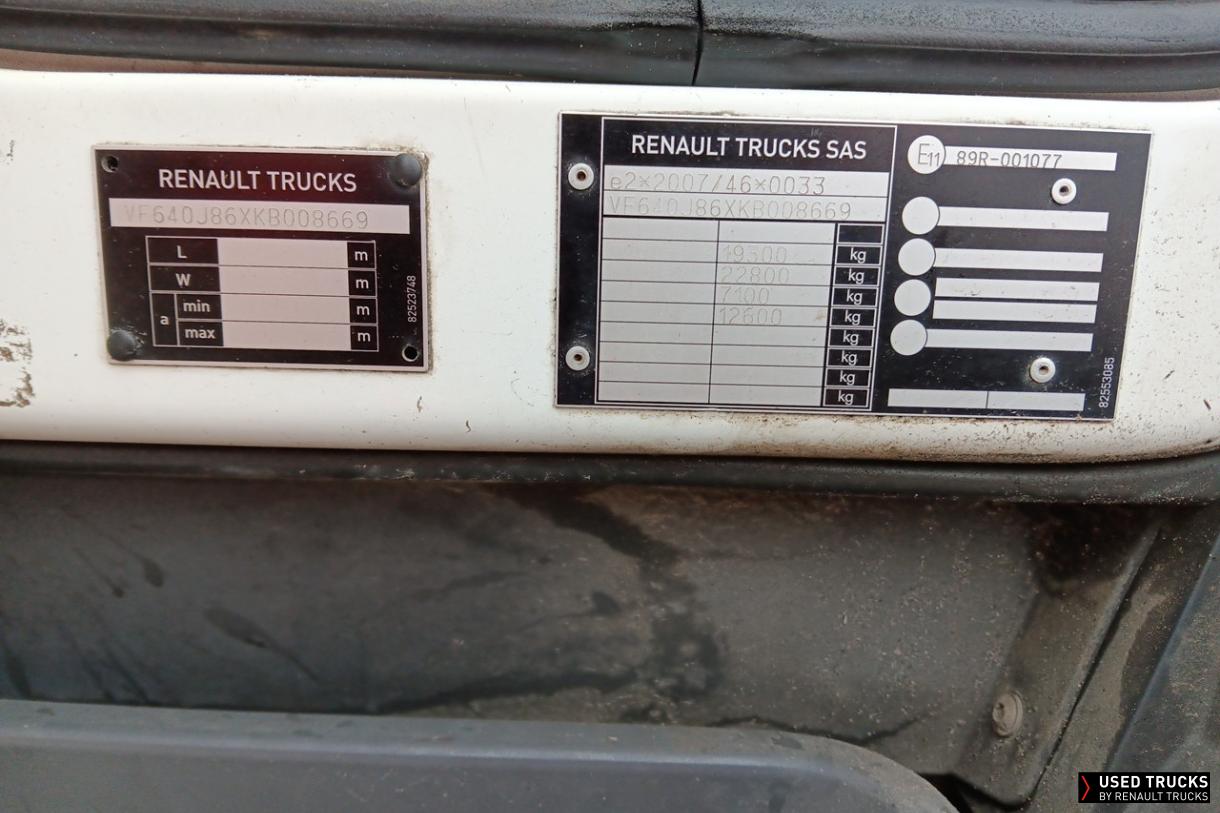 RENAULT TRUCKS
VF640J86XKB008669
L m
W m
a min m
max m
82523748
RENAULT TRUCKS SAS
e2*2007/46*0033
VF640J86XKB008669
19300 kg
22800 kg
7100 kg
12600 kg
kg
kg
kg
kg
E11 89R-001077
82553085
USED TRUCKS
BY RENAULT TRUCKS